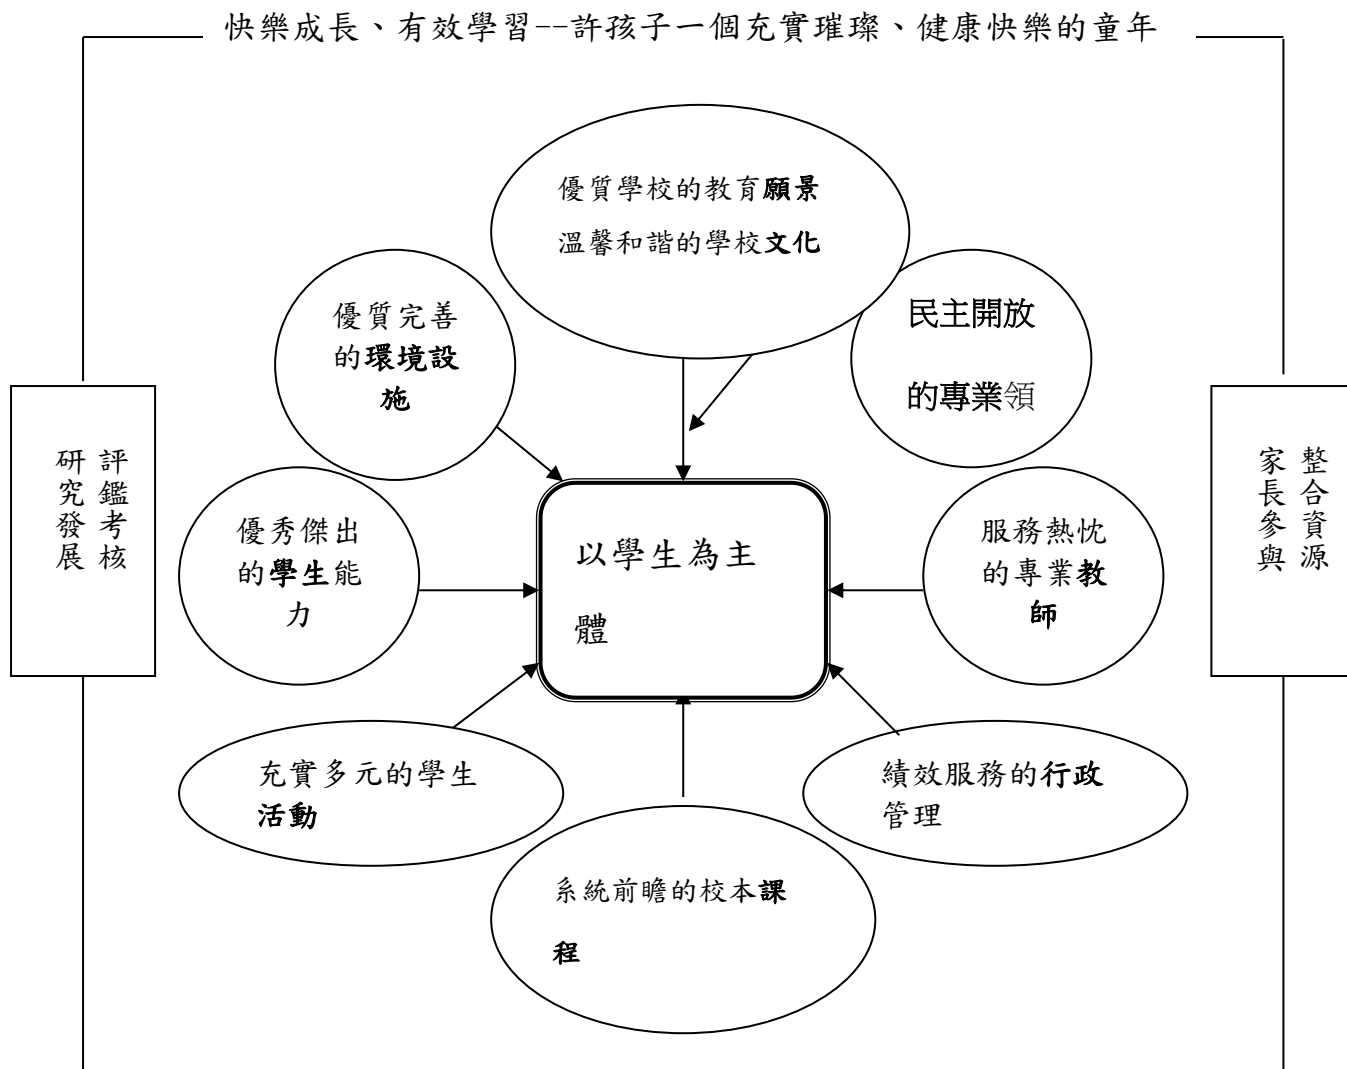 快樂成長、有效學習--許孩子一個充實璀璨、健康快樂的童年
優質學校的教育願景
溫馨和諧的學校文化
優質完善
的環境設
施
民主開放
的專業領
評鑑考核
研究發展
整合資源
家長參與
優秀傑出
的學生能
力
以學生為主
體
服務熱忱
的專業教
師
充實多元的學生
活動
績效服務的行政
管理
系統前瞻的校本課
程